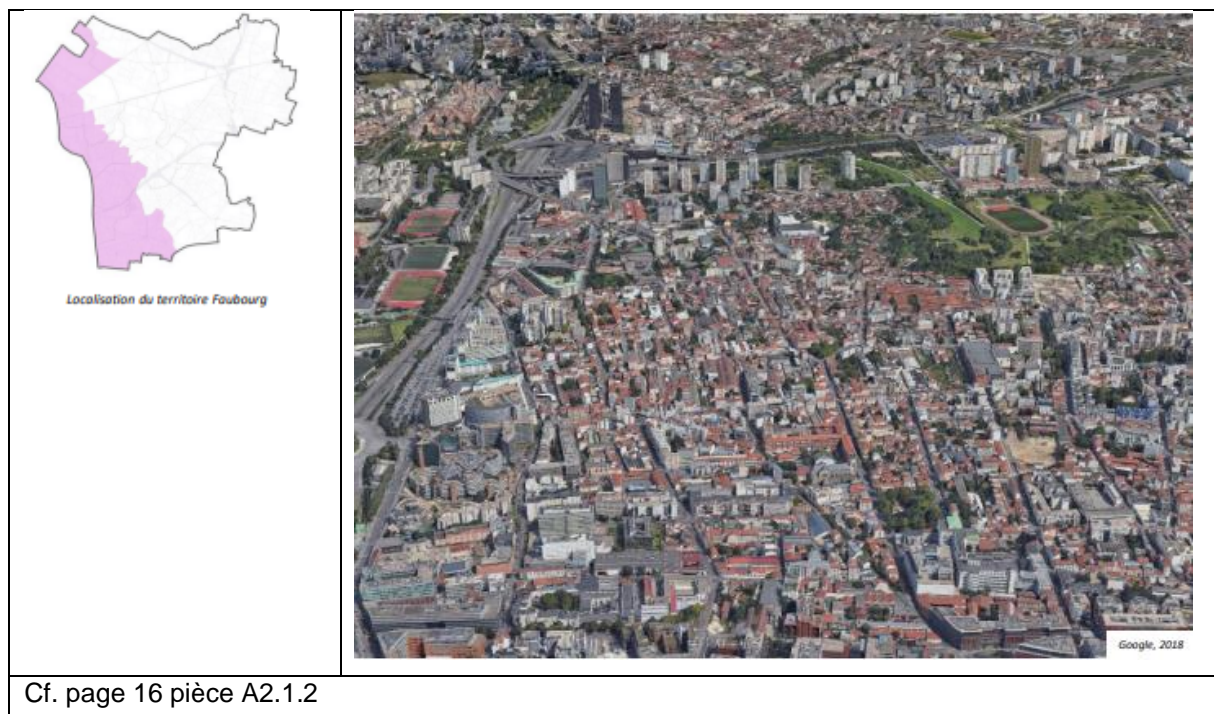 Localisation du territoire Faubourg
Google, 2018
Cf. page 16 pièce A2.1.2